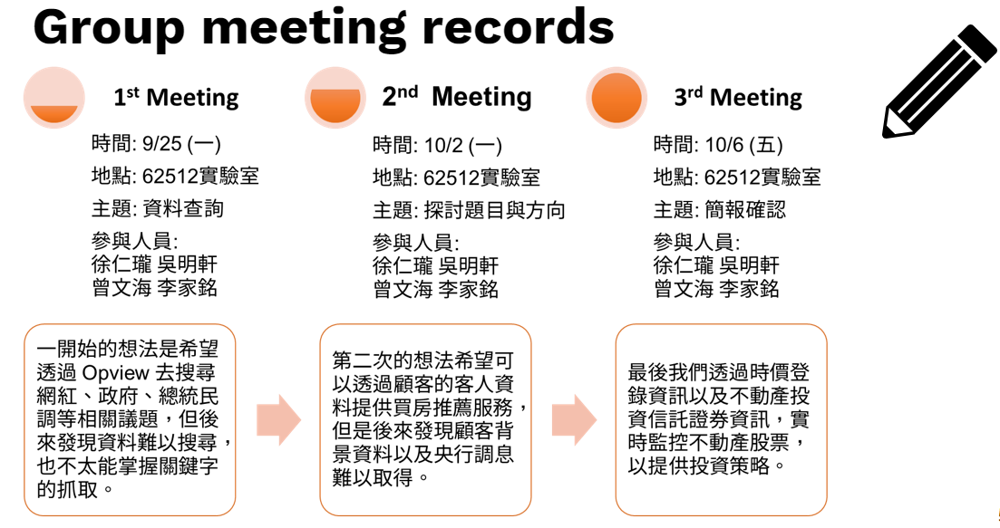 Group meeting records
1st Meeting
時間: 9/25 (一)
地點: 62512實驗室
主題: 資料查詢
參與人員:
徐仁瓏 吳明軒
曾文海 李家銘
一開始的想法是希望
透過 Opview 去搜尋
網紅、政府、總統民
調等相關議題，但後
來發現資料難以搜尋，
也不太能掌握關鍵字
的抓取。
2nd Meeting
時間: 10/2 (一)
地點: 62512實驗室
主題: 探討題目與方向
參與人員:
徐仁瓏 吳明軒
曾文海 李家銘
第二次的想法希望可
以透過顧客的客人資
料提供買房推薦服務，
但是後來發現顧客背
景資料以及央行調息
難以取得。
3rd Meeting
時間: 10/6 (五)
地點: 62512實驗室
主題: 簡報確認
參與人員:
徐仁瓏 吳明軒
曾文海 李家銘
最後我們透過時價登
錄資訊以及不動產投
資信託證券資訊，實
時監控不動產股票，
以提供投資策略。